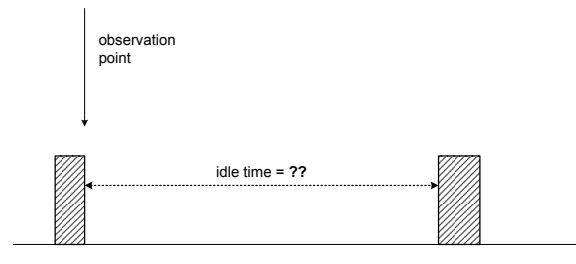 observation
point
idle time = ??